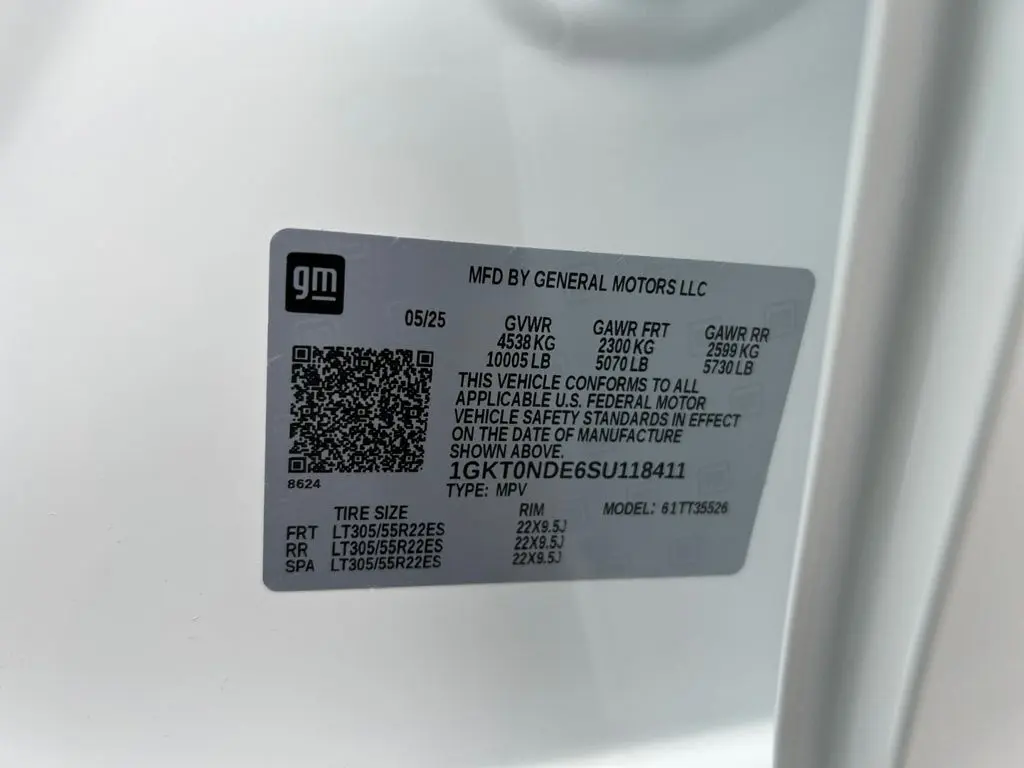 gm
MFD BY GENERAL MOTORS LLC
05/25
GVWR GAWR FRT GAWR RR
4538 KG 2300 KG 2599 KG
10005 LB 5070 LB 5730 LB
THIS VEHICLE CONFORMS TO ALL
APPLICABLE U.S. FEDERAL MOTOR
VEHICLE SAFETY STANDARDS IN EFFECT
ON THE DATE OF MANUFACTURE
SHOWN ABOVE.
1GKT0NDE6SU118411
8624
TYPE: MPV
MODEL: 61TT35526
TIRE SIZE RIM
FRT LT305/55R22ES 22X9.5J
RR LT305/55R22ES 22X9.5J
SPA LT305/55R22ES 22X9.5J